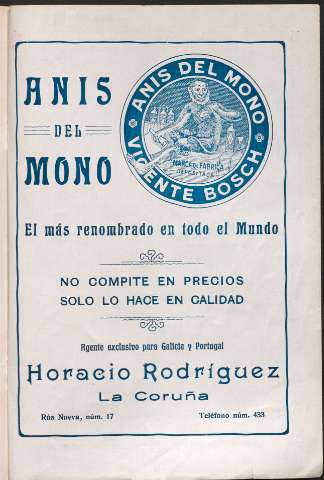 ANIS
DEL
MONO
ANIS DEL MONO
VICENTE BOSCH
MARCA DE FABRICA
DEPOSITADA
El más renombrado en todo el Mundo
NO COMPITE EN PRECIOS
SOLO LO HACE EN CALIDAD
Agente exclusivo para Galicia y Portugal
Horacio Rodríguez
La Coruña
Rúa Nueva, núm. 17
Teléfono núm. 433